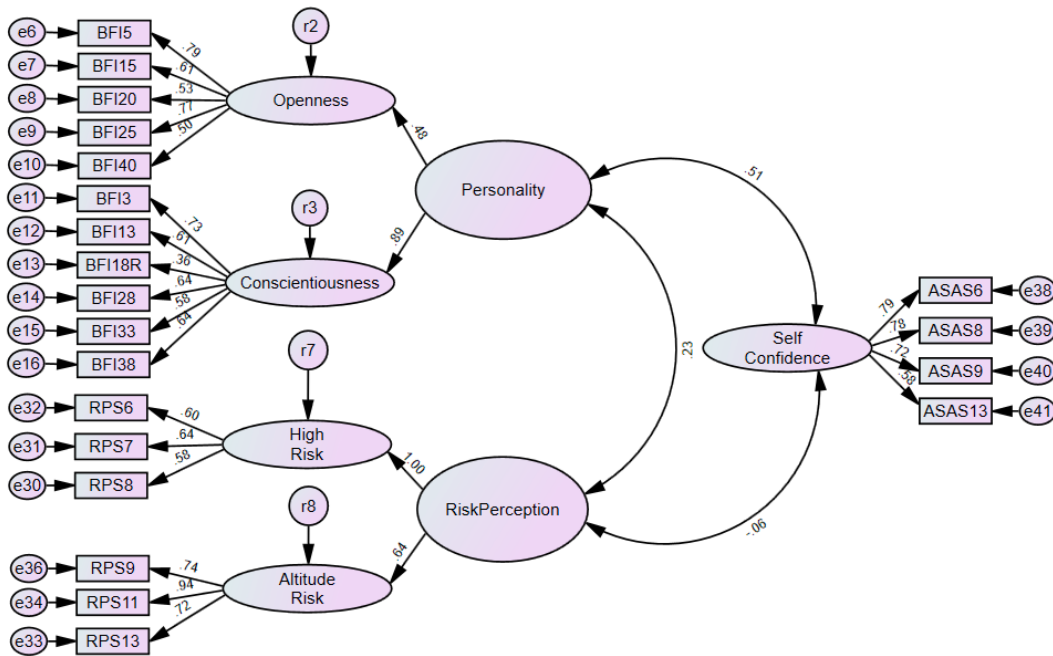 e6
BFI5
e7
BFI15
e8
BFI20
e9
BFI25
e10
BFI40
.79
.61
.53
.77
.50
r2
Openness
.48
e11
BFI3
e12
BFI13
e13
BFI18R
e14
BFI28
e15
BFI33
e16
BFI38
.73
.61
.36
.64
.58
.64
r3
Conscientiousness
.89
Personality
.51
.23
e32
RPS6
e31
RPS7
e30
RPS8
.60
.64
.58
r7
High
Risk
1.00
e36
RPS9
e34
RPS11
e33
RPS13
.74
.94
.72
r8
Altitude
Risk
.64
RiskPerception
-.06
Self
Confidence
.79
.78
.72
.58
ASAS6
e38
ASAS8
e39
ASAS9
e40
ASAS13
e41